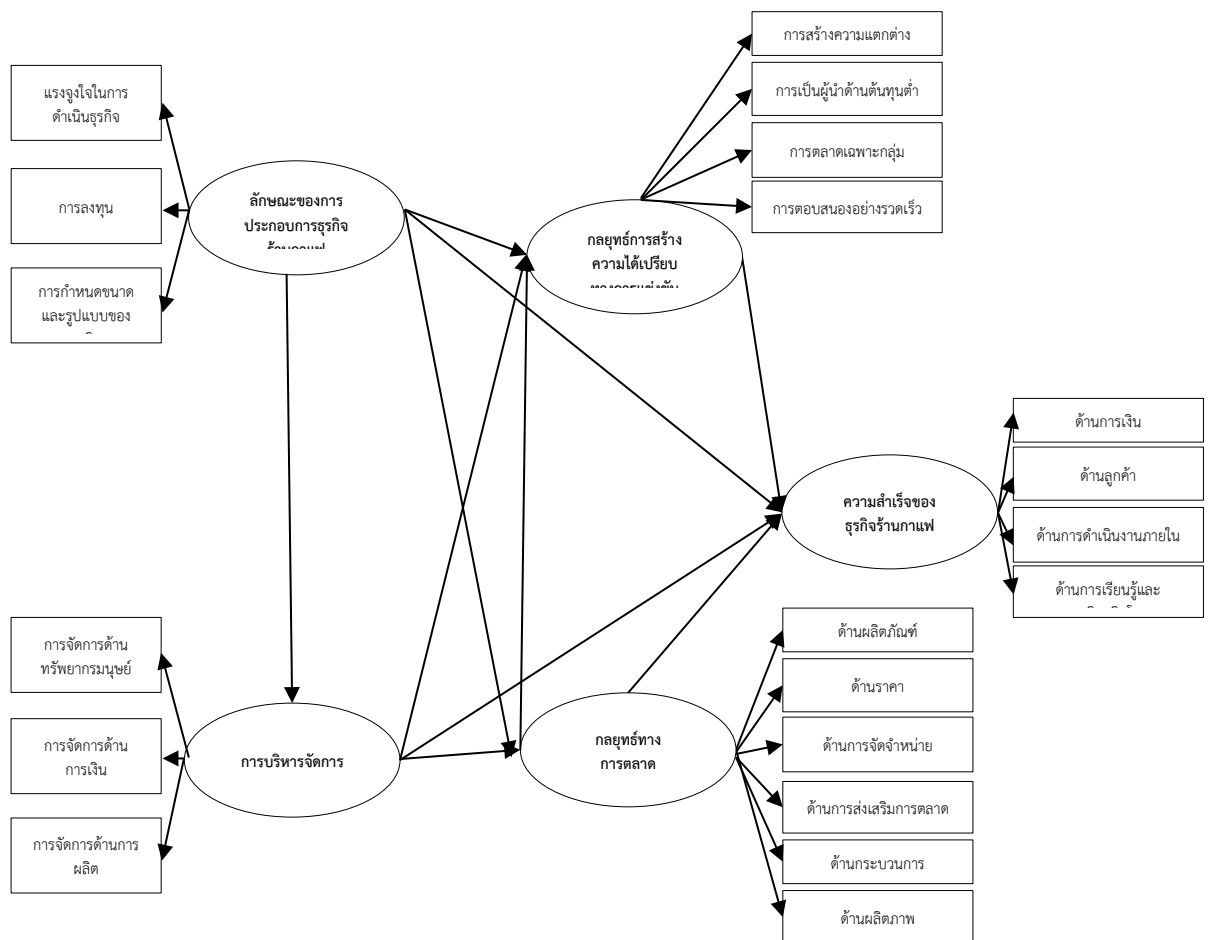 การสร้างความแตกต่าง
การเป็นผู้นำด้านต้นทุนต่ำ
การตลาดเฉพาะกลุ่ม
การตอบสนองอย่างรวดเร็ว
แรงจูงใจในการ
ดำเนินธุรกิจ
การลงทุน
การกำหนดขนาด
และรูปแบบของ
ลักษณะของการ
ประกอบการธุรกิจ
ร้านกาแฟ
กลยุทธ์การสร้าง
ความได้เปรียบ
ทางการแข่งขัน
ด้านการเงิน
ด้านลูกค้า
ด้านการดำเนินงานภายใน
ด้านการเรียนรู้และ
ความสำเร็จของ
ธุรกิจร้านกาแฟ
การจัดการด้าน
ทรัพยากรมนุษย์
การจัดการด้าน
การเงิน
การจัดการด้านการ
ผลิต
การบริหารจัดการ
กลยุทธ์ทาง
การตลาด
ด้านผลิตภัณฑ์
ด้านราคา
ด้านการจัดจำหน่าย
ด้านการส่งเสริมการตลาด
ด้านกระบวนการ
ด้านผลิตภาพ